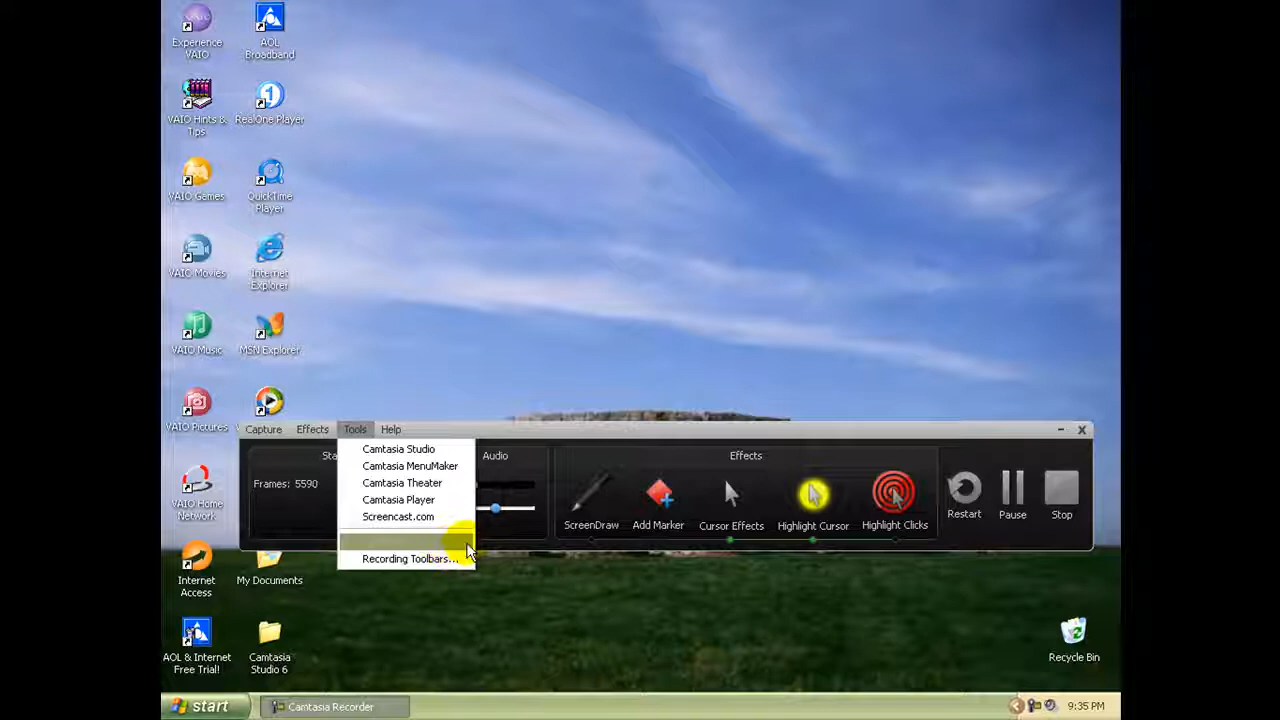 Experience
VAIO
AOL
Broadband
VAIO Hints &
Tips
RealOne Player
VAIO Games
QuickTime
Player
VAIO Movies
Internet
Explorer
VAIO Music
MSN Explorer
VAIO Pictures
VAIO Home
Network
Internet
Access
My Documents
AOL & Internet
Free Trial!
Camtasia
Studio 6
Recycle Bin
Capture Effects Tools Help
Frames: 5590
Camtasia Studio
Camtasia MenuMaker
Camtasia Theater
Camtasia Player
Screencast.com
Recording Toolbars...
Audio
Effects
ScreenDraw
Add Marker
Cursor Effects
Highlight Cursor
Highlight Clicks
Restart
Pause
Stop
start
Camtasia Recorder
9:35 PM